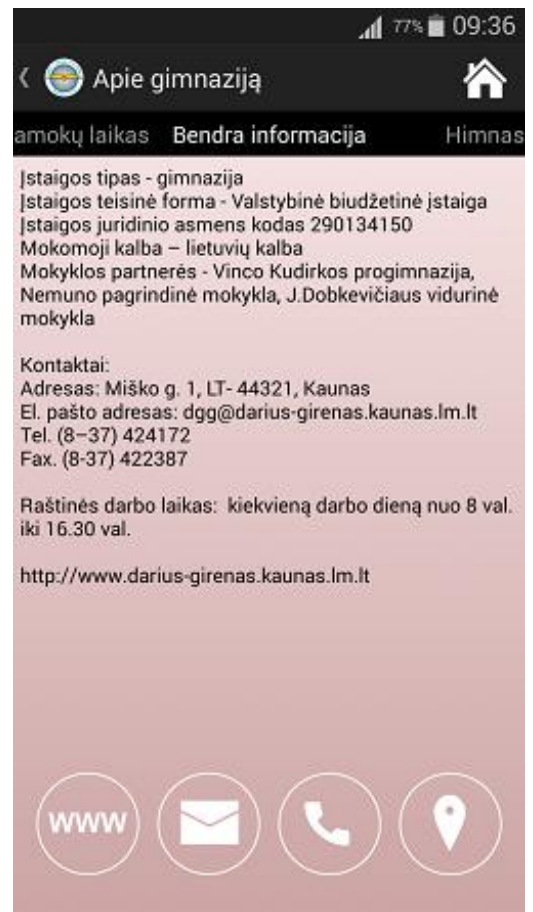 77% 09:36
Apie gimnaziją
amokų laikas Bendra informacija Himnas
Įstaigos tipas - gimnazija
Įstaigos teisinė forma - Valstybinė biudžetinė įstaiga
Įstaigos juridinio asmens kodas 290134150
Mokomoji kalba – lietuvių kalba
Mokyklos partnerės - Vinco Kudirkos progimnazija,
Nemuno pagrindinė mokykla, J.Dobkevičiaus vidurinė
mokykla
Kontaktai:
Adresas: Miško g. 1, LT- 44321, Kaunas
El. pašto adresas: dgg@darius-girenas.kaunas.lm.lt
Tel. (8–37) 424172
Fax. (8-37) 422387
Raštinės darbo laikas:  kiekvieną darbo dieną nuo 8 val.
iki 16.30 val.
http://www.darius-girenas.kaunas.lm.lt
www